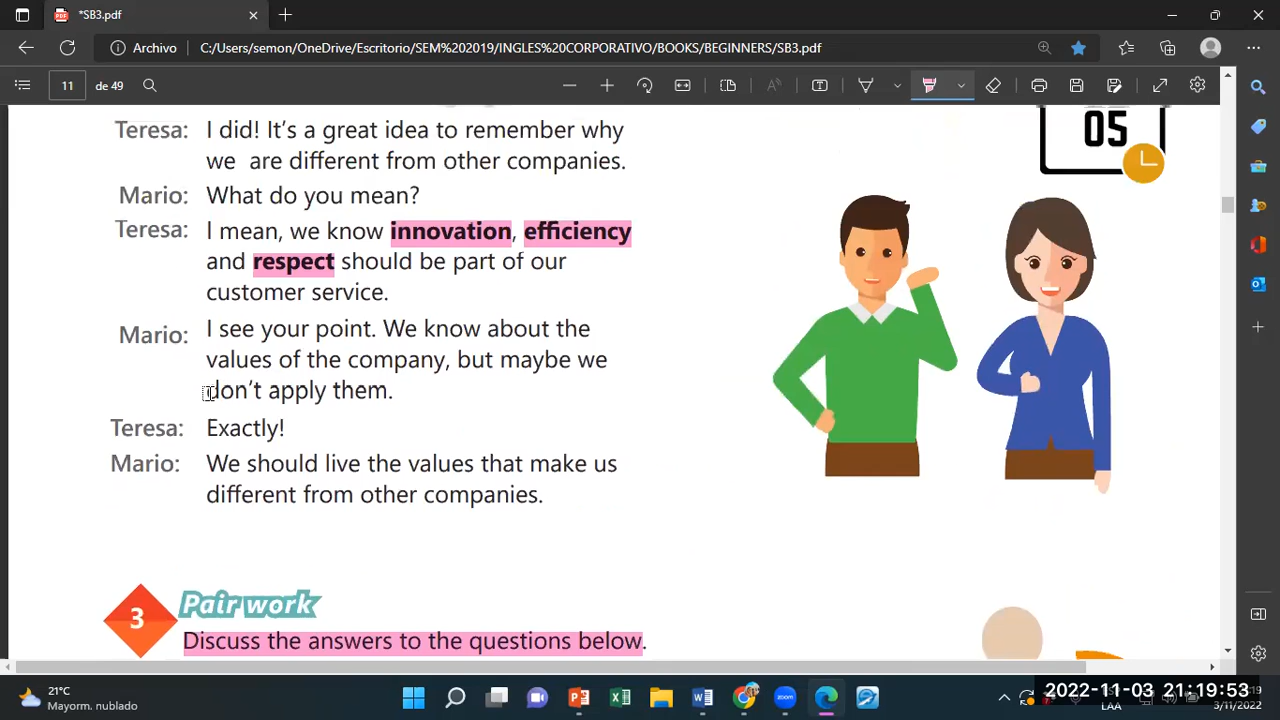 *SB3.pdf
Archivo C:/Users/semon/OneDrive/Escritorio/SEM%202019/INGLES%20CORPORATIVO/BOOKS/BEGINNERS/SB3.pdf
11 de 49
Teresa: I did! It's a great idea to remember why
we are different from other companies.
Mario: What do you mean?
Teresa: I mean, we know innovation, efficiency
and respect should be part of our
customer service.
Mario: I see your point. We know about the
values of the company, but maybe we
don't apply them.
Teresa: Exactly!
Mario: We should live the values that make us
different from other companies.
05
3 Pair work
Discuss the answers to the questions below.
21°C
Mayorm. nublado
2022-11-03 21:19:53
LAA
3/11/2022